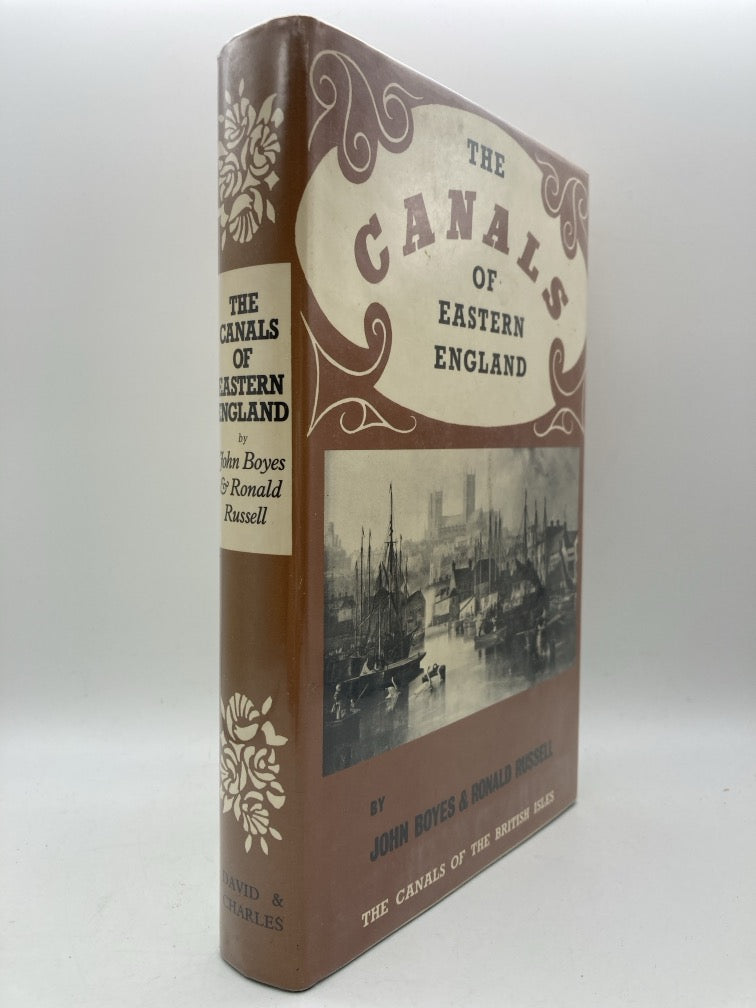 THE
CANALS
OF
EASTERN
ENGLAND
by
John Boyes
& Ronald
Russell
DAVID &
CHARLES
THE
CANALS
OF
EASTERN
ENGLAND
BY
JOHN BOYES & RONALD RUSSELL
THE CANALS OF THE BRITISH ISLES